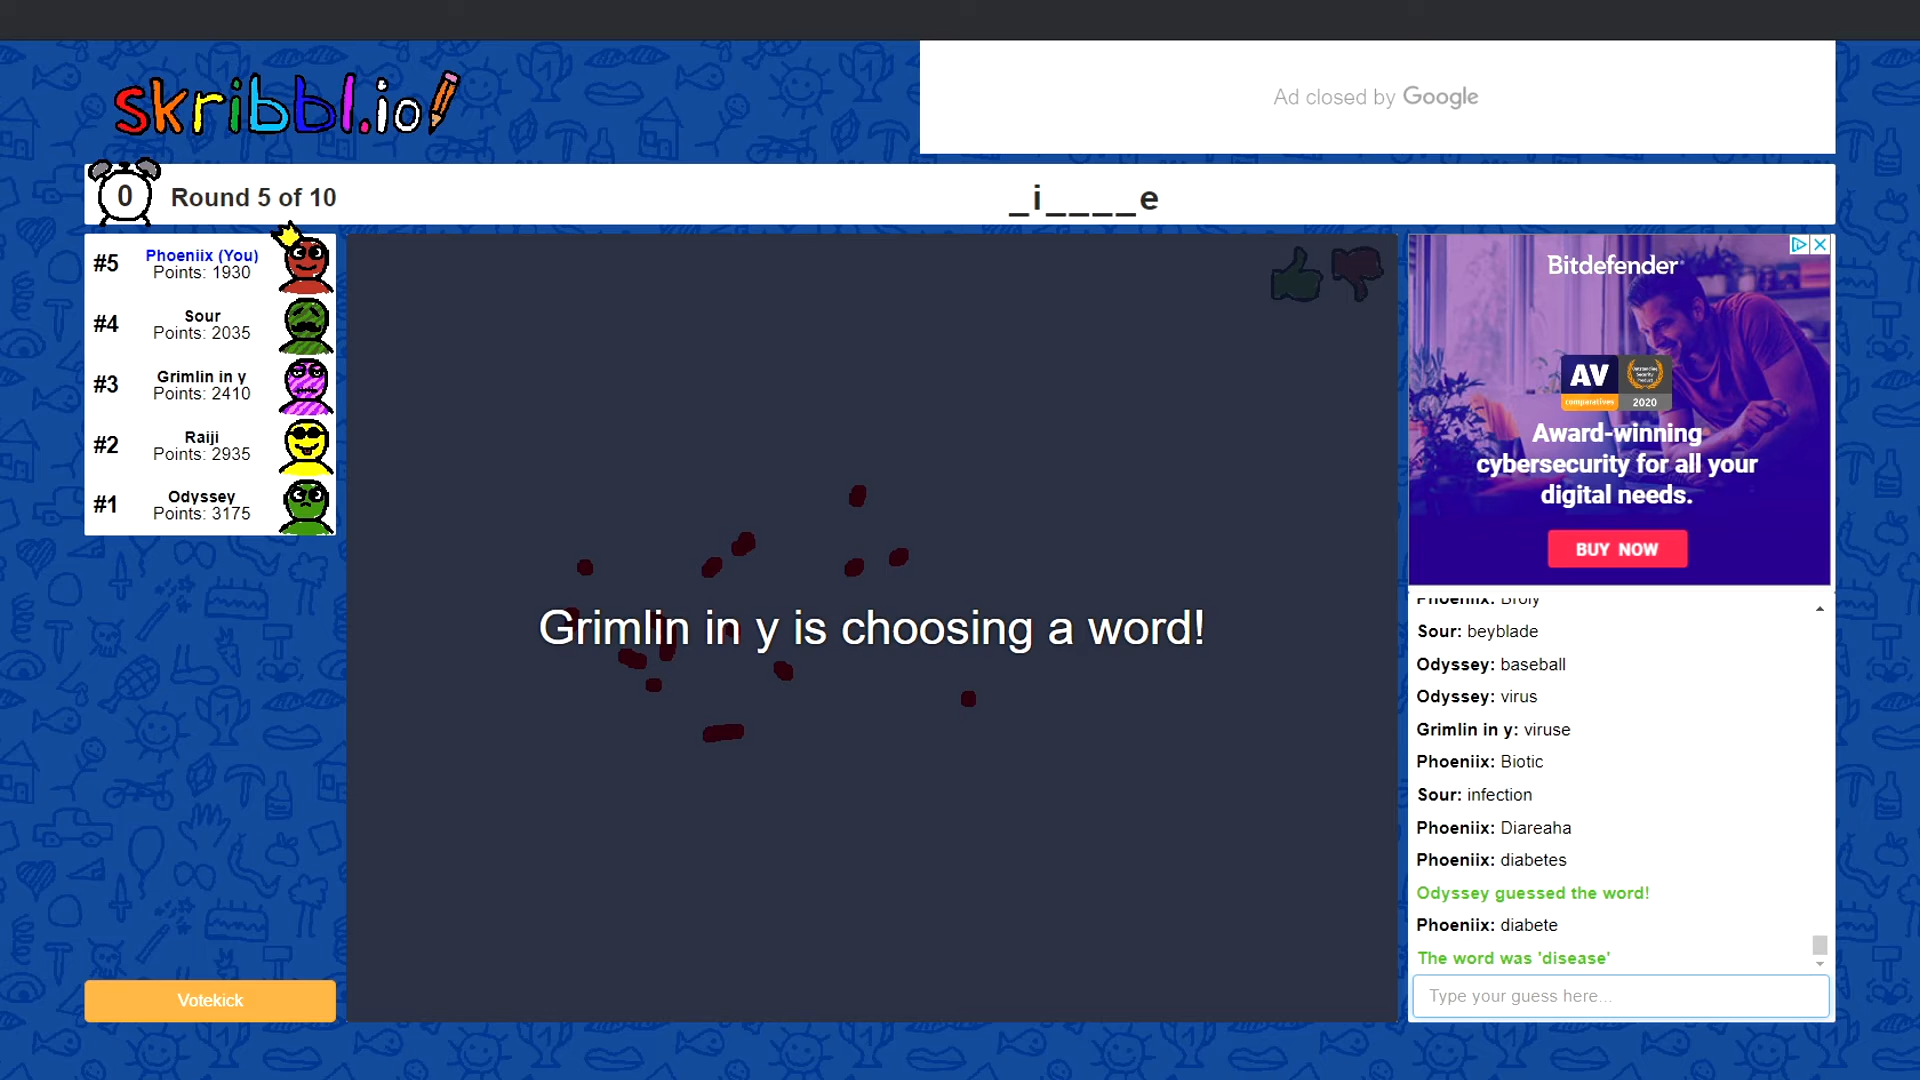 skribbl.io
Ad closed by Google
0
Round 5 of 10
_i____e
#5
Phoeniix (You)
Points: 1930
#4
Sour
Points: 2035
#3
Grimlin in y
Points: 2410
#2
Raiji
Points: 2935
#1
Odyssey
Points: 3175
Grimlin in y is choosing a word!
Votekick
Bitdefender
AV
comparatives
2020
Award-winning
cybersecurity for all your
digital needs.
BUY NOW
Phoeniix: Broly
Sour: beyblade
Odyssey: baseball
Odyssey: virus
Grimlin in y: viruse
Phoeniix: Biotic
Sour: infection
Phoeniix: Diareaha
Phoeniix: diabetes
Odyssey guessed the word!
Phoeniix: diabete
The word was 'disease'
Type your guess here...